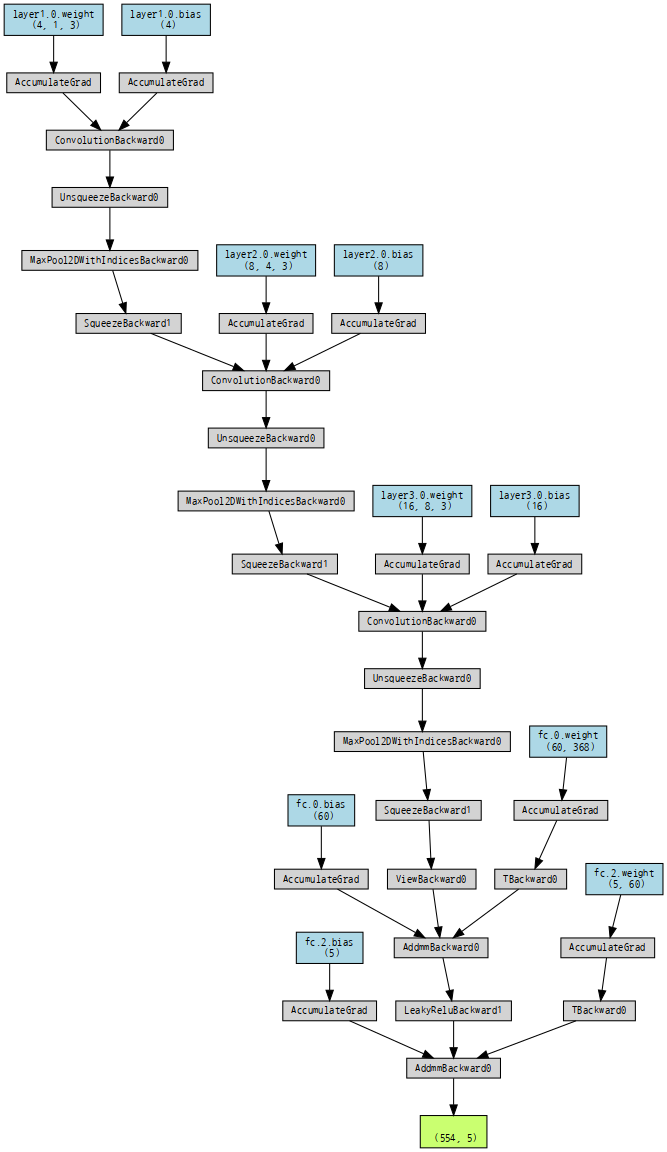 layer1.0.weight
(4, 1, 3)
layer1.0.bias
(4)
AccumulateGrad
AccumulateGrad
ConvolutionBackward0
UnsqueezeBackward0
MaxPool2DWithIndicesBackward0
layer2.0.weight
(8, 4, 3)
layer2.0.bias
(8)
SqueezeBackward1
AccumulateGrad
AccumulateGrad
ConvolutionBackward0
UnsqueezeBackward0
MaxPool2DWithIndicesBackward0
layer3.0.weight
(16, 8, 3)
layer3.0.bias
(16)
SqueezeBackward1
AccumulateGrad
AccumulateGrad
ConvolutionBackward0
UnsqueezeBackward0
MaxPool2DWithIndicesBackward0
fc.0.weight
(60, 368)
fc.0.bias
(60)
SqueezeBackward1
AccumulateGrad
AccumulateGrad
ViewBackward0
TBackward0
fc.2.weight
(5, 60)
fc.2.bias
(5)
AddmmBackward0
AccumulateGrad
AccumulateGrad
LeakyReluBackward1
TBackward0
AddmmBackward0
(554, 5)